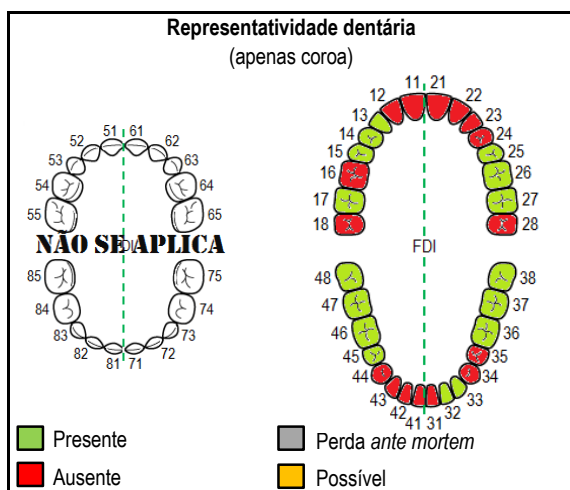 Representatividade dentária
(apenas coroa)
51 61
52 62
53 63
54 64
55 65
NÃO SE APLICA
FDI
85 75
84 74
83 73
82 72
81 71
11 21
12 22
13 23
14 24
15 25
16 26
17 27
18 28
FDI
48 38
47 37
46 36
45 35
44 34
43 33
42 32
41 31
Presente
Perda ante mortem
Ausente
Possível